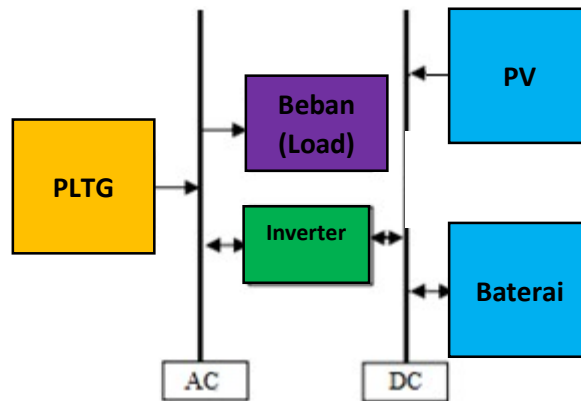 PV
Beban
(Load)
PLTG
Inverter
Baterai
AC
DC